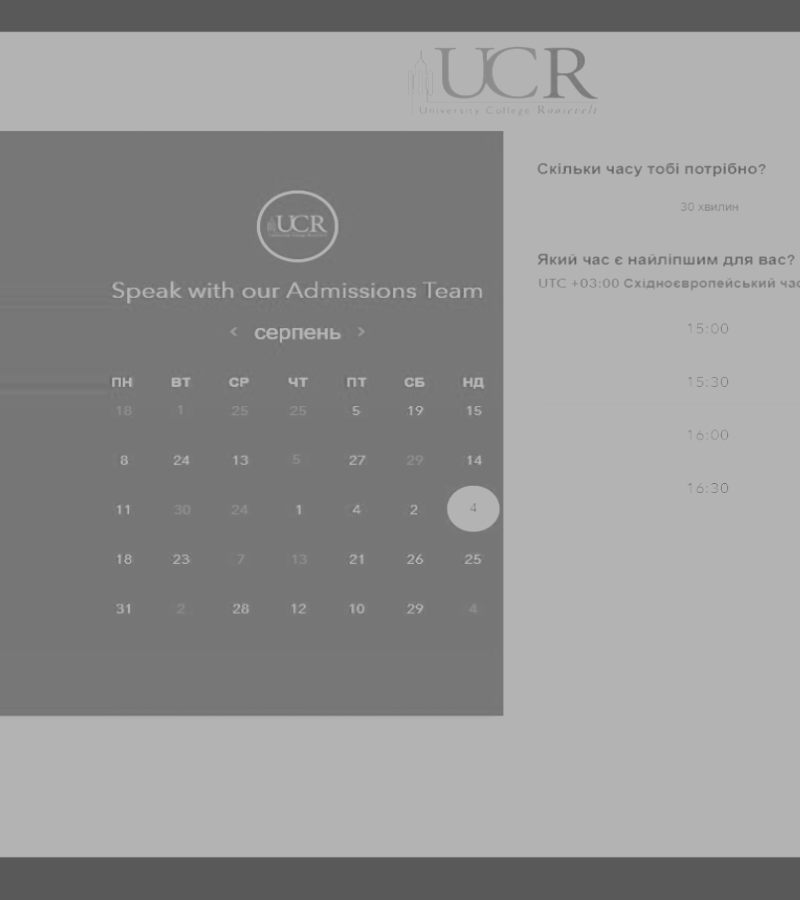 UCR
University College Roosevelt
UCR
Speak with our Admissions Team
< серпень >
ПН ВТ СР ЧТ ПТ СБ НД
18 1 25 25 5 19 15
8 24 13 5 27 29 14
11 30 24 1 4 2 4
18 23 7 13 21 26 25
31 2 28 12 10 29 4
Скільки часу тобі потрібно?
30 хвилин
Який час є найліпшим для вас?
UTC +03:00 Східноєвропейський час
15:00
15:30
16:00
16:30